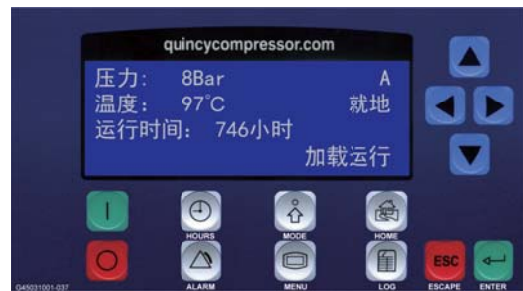 quincycompressor.com
压力: 8Bar A
温度: 97°C 就地
运行时间: 746小时
加载运行
HOURS MODE HOME
ESC
ALARM MENU LOG ESCAPE ENTER
G45031001-037